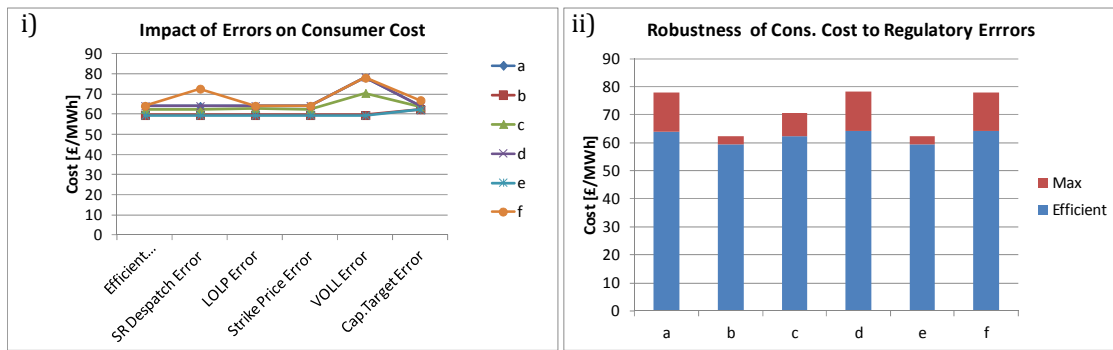 i)
Impact of Errors on Consumer Cost
90
80
70
60
50
40
30
20
10
0
Cost [£/MWh]
Efficient...
SR Despatch Error
LOLP Error
Strike Price Error
VOLL Error
Cap.Target Error
a
b
c
d
e
f
ii)
Robustness of Cons. Cost to Regulatory Errrors
90
80
70
60
50
40
30
20
10
0
Cost [£/MWh]
a
b
c
d
e
f
Max
Efficient